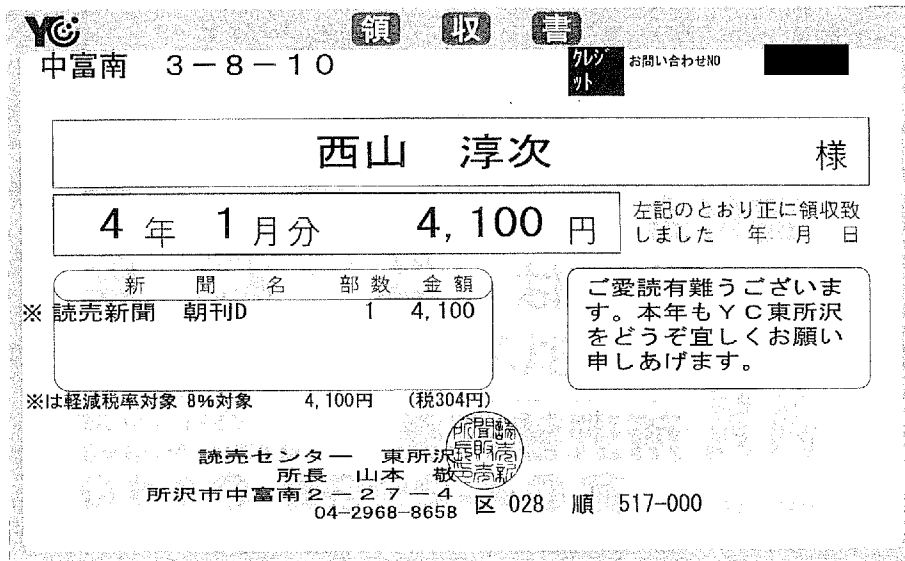 YC 領収書
中富南　３－８－１０
クレジット お問い合わせNO
西山　淳次 様
4 年 1 月分 4,100 円
左記のとおり正に領収致
しました　年　月　日
新聞名 部数 金額
※ 読売新聞　朝刊D 1 4,100
※は軽減税率対象 8%対象 4,100円 (税304円)
ご愛読有難うございま
す。本年もＹＣ東所沢
をどうぞ宜しくお願い
申しあげます。
読売センター　東所沢
所長　山本　敬
所沢市中富南２－２７－４
04-2968-8658
区 028 順 517-000